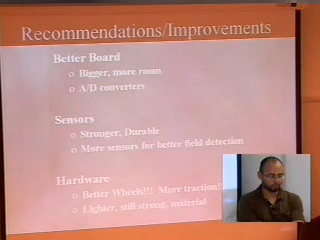 Recommendations/Improvements
Better Board
o Bigger, more room
o A/D converters
Sensors
o Stronger, Durable
o More sensors for better field detection
Hardware
o Better Wheels!!! More traction!!
o Lighter, still strong, material